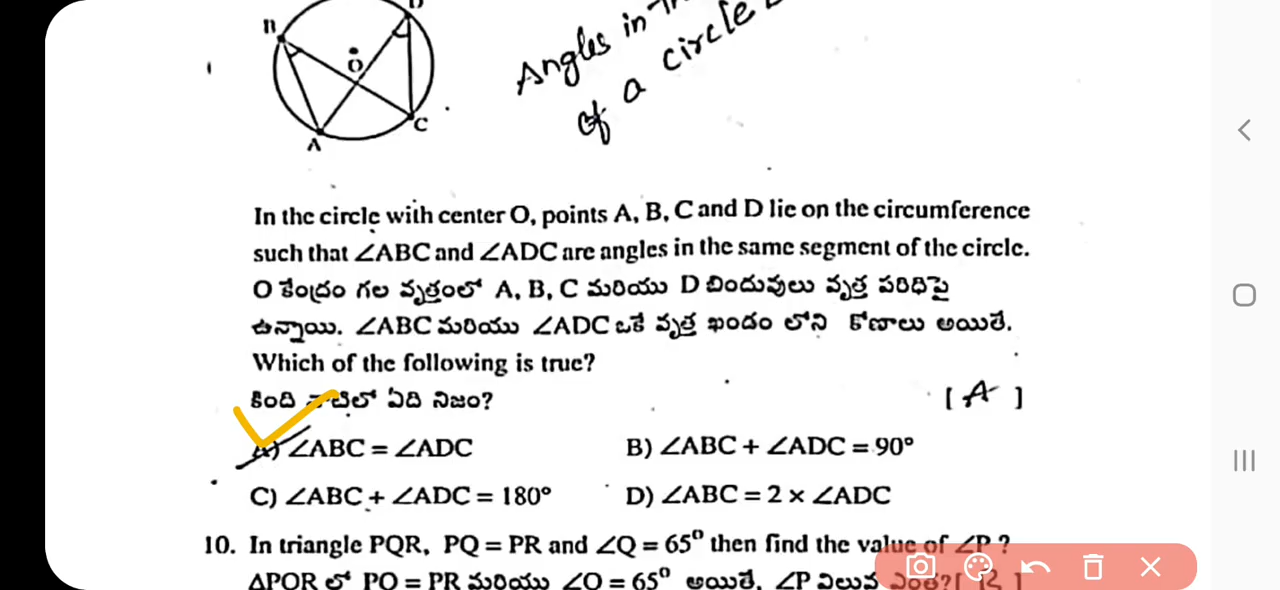 B
D
O
A
C
Angles in
of a circle
In the circle with center O, points A, B, C and D lie on the circumference
such that ∠ABC and ∠ADC are angles in the same segment of the circle.
O కేంద్రం గల వృత్తంలో A, B, C మరియు D బిందువులు వృత్త పరిధిపై
ఉన్నాయి. ∠ABC మరియు ∠ADC ఒకే వృత్త ఖండం లోని కోణాలు అయితే.
Which of the following is true?
కింది వాటిలో ఏది నిజం?
[ A ]
A) ∠ABC = ∠ADC
B) ∠ABC + ∠ADC = 90°
C) ∠ABC + ∠ADC = 180°
D) ∠ABC = 2 × ∠ADC
10. In triangle PQR, PQ = PR and ∠Q = 65⁰ then find the value of ∠P ?
ΔPQR లో PQ = PR మరియు ∠Q = 65⁰ అయితే, ∠P విలువ ఎంత?[ ]